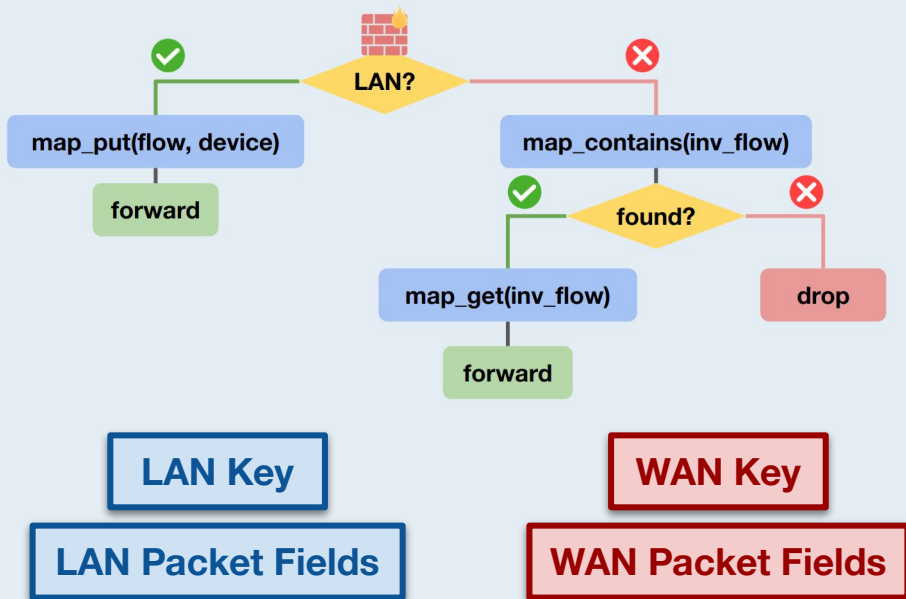 LAN?
map_put(flow, device)
map_contains(inv_flow)
forward
found?
map_get(inv_flow)
drop
forward
LAN Key
WAN Key
LAN Packet Fields
WAN Packet Fields